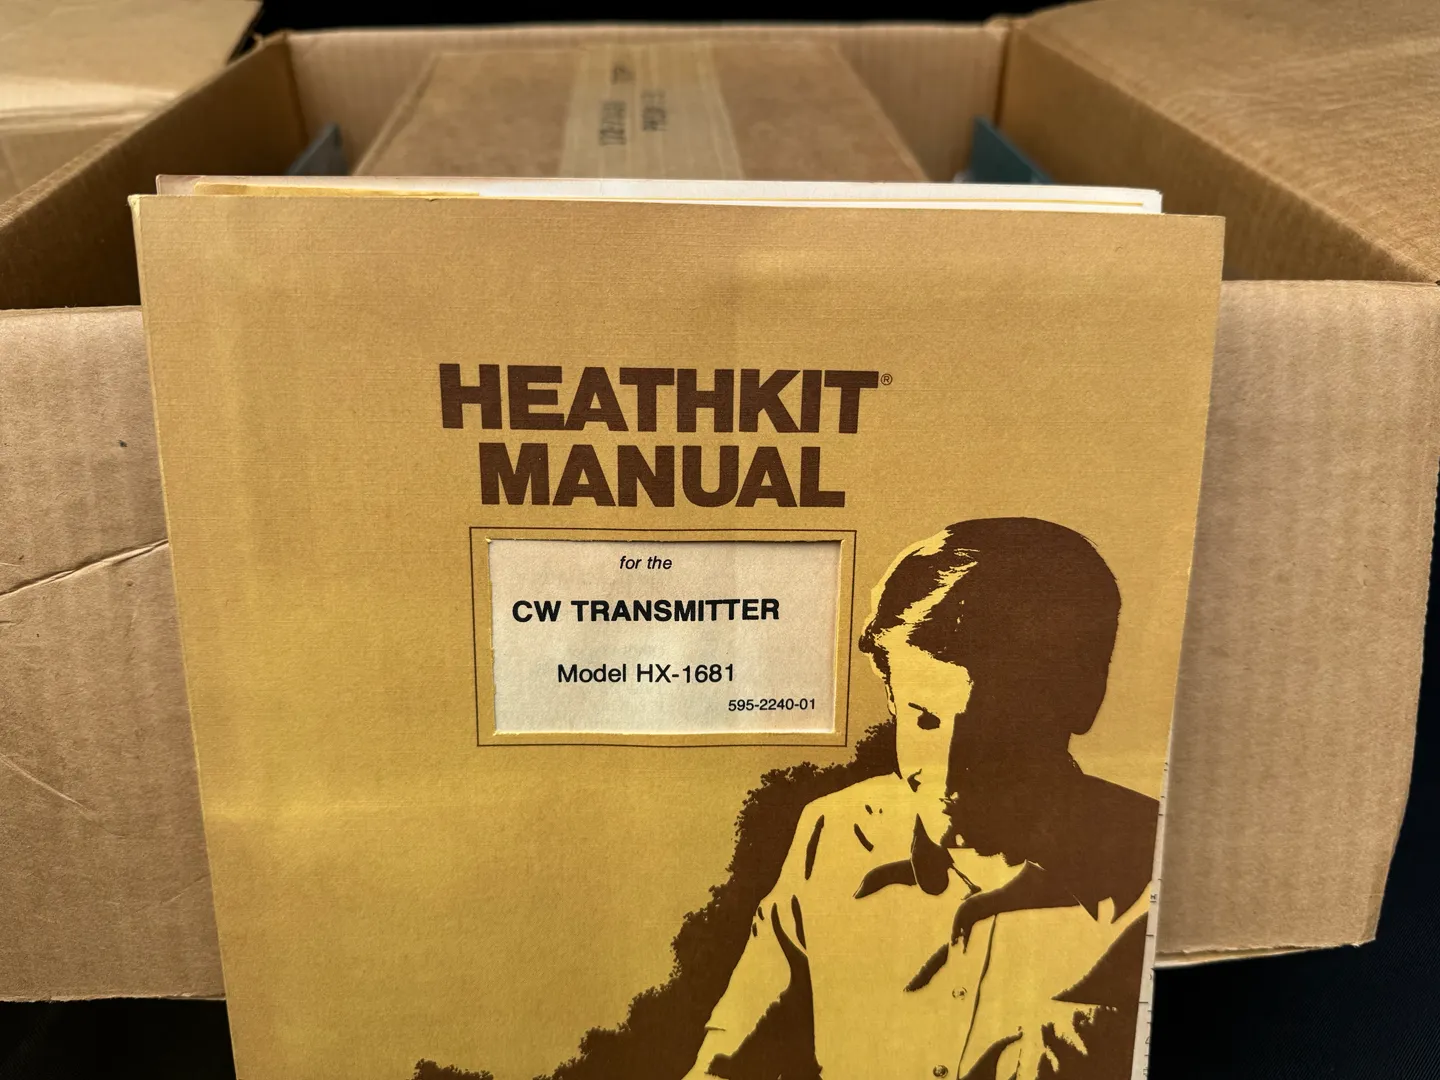 HEATHKIT®
MANUAL
for the
CW TRANSMITTER
Model HX-1681
595-2240-01